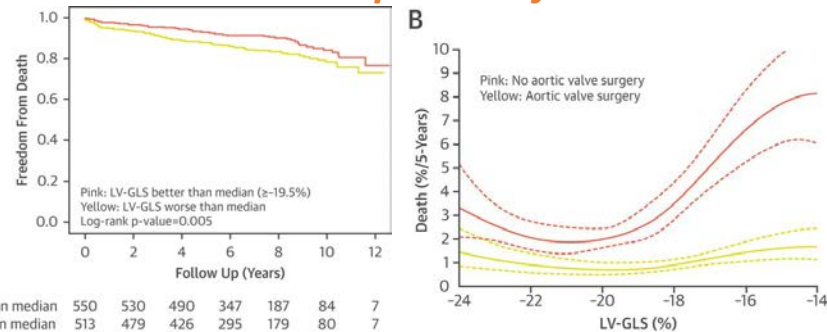 B
1.0
0.8
0.6
0.4
0.2
0.0
Freedom From Death
Pink: LV-GLS better than median (≥-19.5%)
Yellow: LV-GLS worse than median
Log-rank p-value=0.005
0 2 4 6 8 10 12
Follow Up (Years)
median 550 530 490 347 187 84 7
median 513 479 426 295 179 80 7
10
9
8
7
6
5
4
3
2
1
0
Death (%/5-Years)
Pink: No aortic valve surgery
Yellow: Aortic valve surgery
-24 -22 -20 -18 -16 -14
LV-GLS (%)